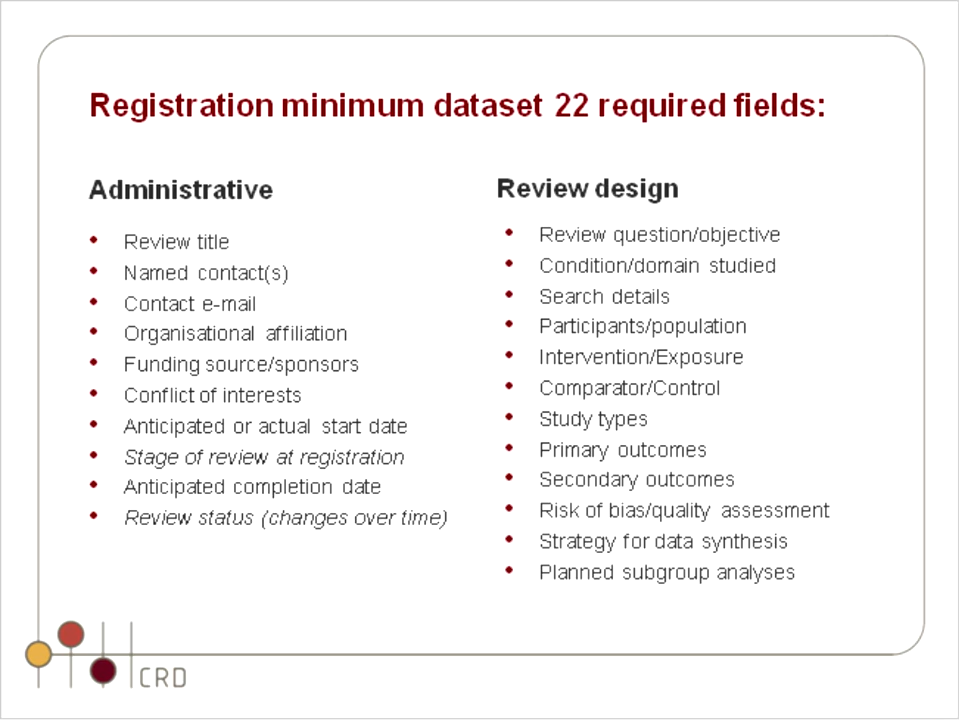 Registration minimum dataset 22 required fields:
Administrative
• Review title
• Named contact(s)
• Contact e-mail
• Organisational affiliation
• Funding source/sponsors
• Conflict of interests
• Anticipated or actual start date
• Stage of review at registration
• Anticipated completion date
• Review status (changes over time)
Review design
• Review question/objective
• Condition/domain studied
• Search details
• Participants/population
• Intervention/Exposure
• Comparator/Control
• Study types
• Primary outcomes
• Secondary outcomes
• Risk of bias/quality assessment
• Strategy for data synthesis
• Planned subgroup analyses
CRD